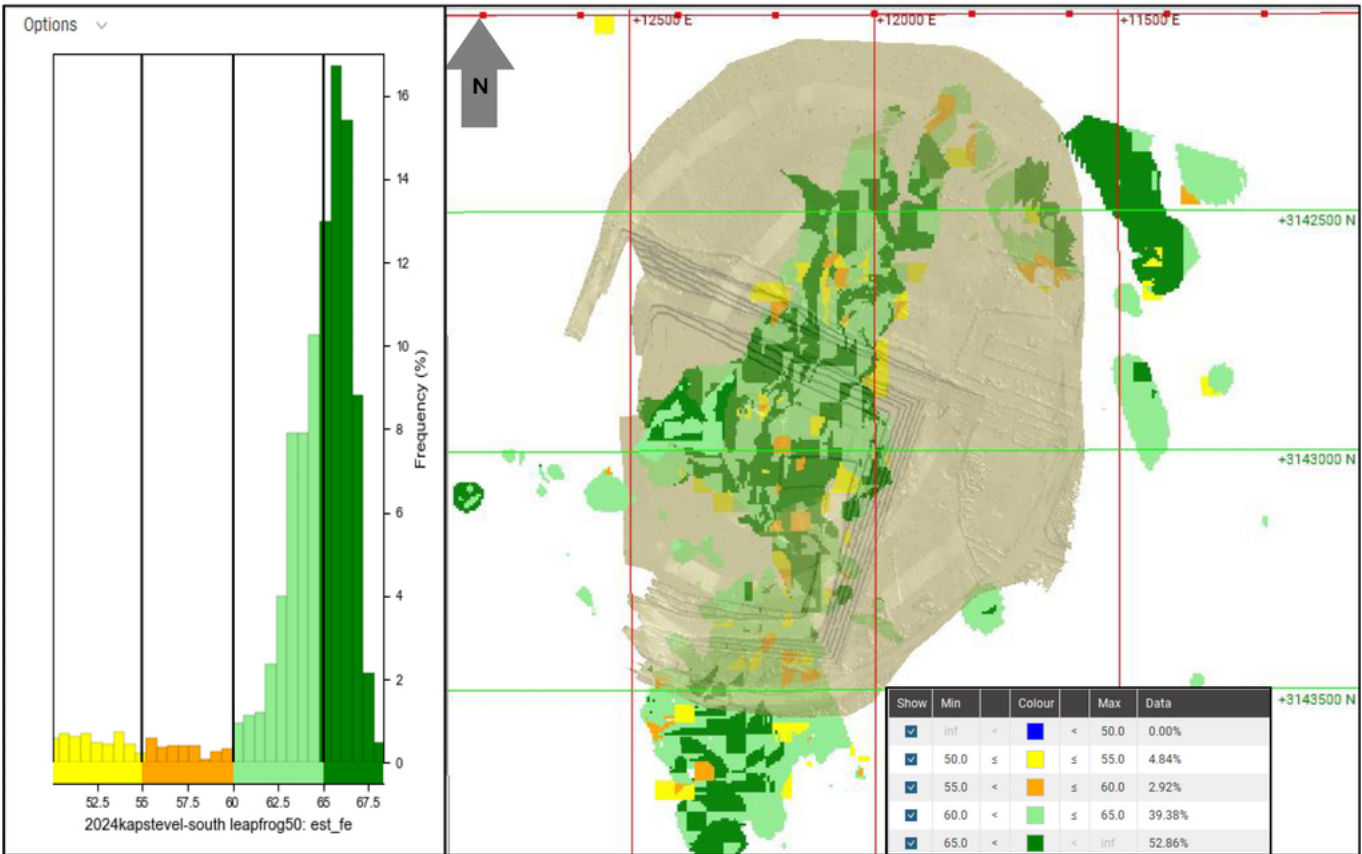 Options
16
14
12
10
8
6
4
2
0
Frequency (%)
52.5 55 57.5 60 62.5 65 67.5
2024kapstevel-south leapfrog50: est_fe
N
+12500 E +12000 E +11500 E
+3142500 N
+3143000 N
+3143500 N
Show Min Colour Max Data
inf < < 50.0 0.00%
50.0 ≤ ≤ 55.0 4.84%
55.0 < ≤ 60.0 2.92%
60.0 < ≤ 65.0 39.38%
65.0 < < inf 52.86%